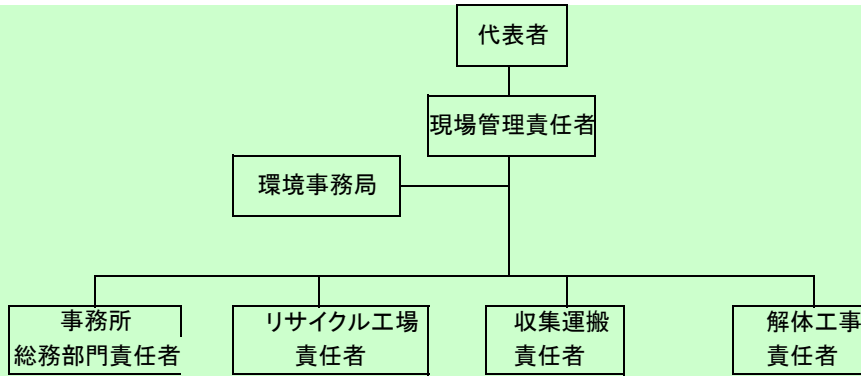 代表者
現場管理責任者
環境事務局
事務所
総務部門責任者
リサイクル工場
責任者
収集運搬
責任者
解体工事
責任者